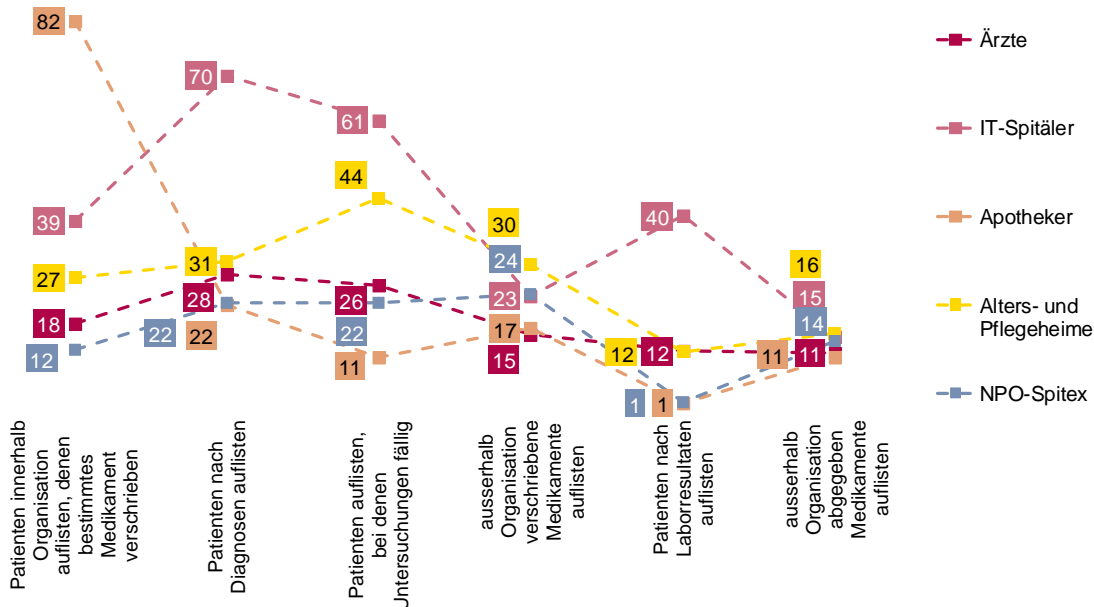 82
39
27
18
12
70
31
28
22
22
61
44
26
22
11
30
24
23
17
15
40
12
12
1
1
16
15
14
11
11
Ärzte
IT-Spitäler
Apotheker
Alters- und
Pflegeheime
NPO-Spitex
Patienten innerhalb
Organisation
auflisten, denen
bestimmtes
Medikament
verschrieben
Patienten nach
Diagnosen auflisten
Patienten auflisten,
bei denen
Untersuchungen fällig
ausserhalb
Organisation
verschriebene
Medikamente
auflisten
Patienten nach
Laborresultaten
auflisten
ausserhalb
Organisation
abgegeben
Medikamente
auflisten